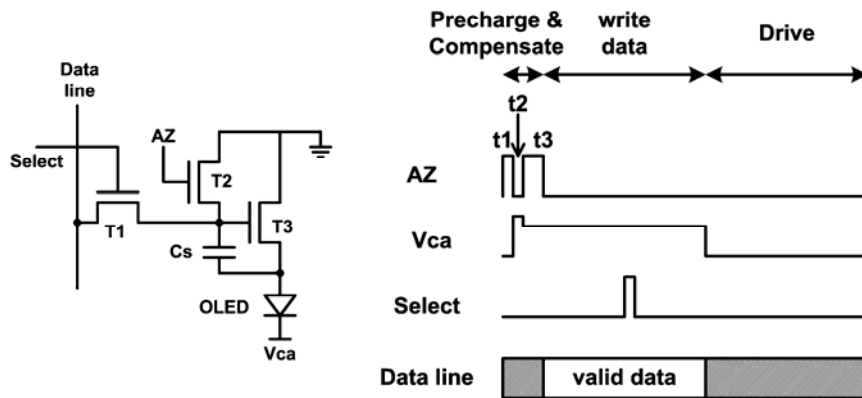 Data
line
Select
AZ
T2
T1
T3
Cs
OLED
Vca
Precharge &
Compensate
write
data
Drive
t2
t1
t3
AZ
Vca
Select
Data line
valid data